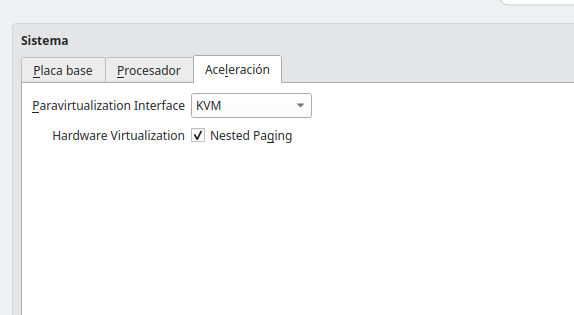 Sistema
Placa base Procesador Aceleración
Paravirtualization Interface KVM
Hardware Virtualization Nested Paging